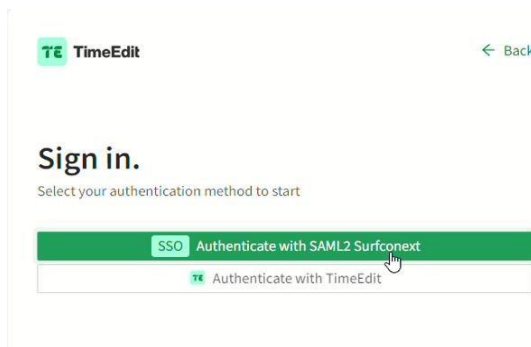 TE TimeEdit
← Back
Sign in.
Select your authentication method to start
SSO Authenticate with SAML2 Surfconext
TE Authenticate with TimeEdit